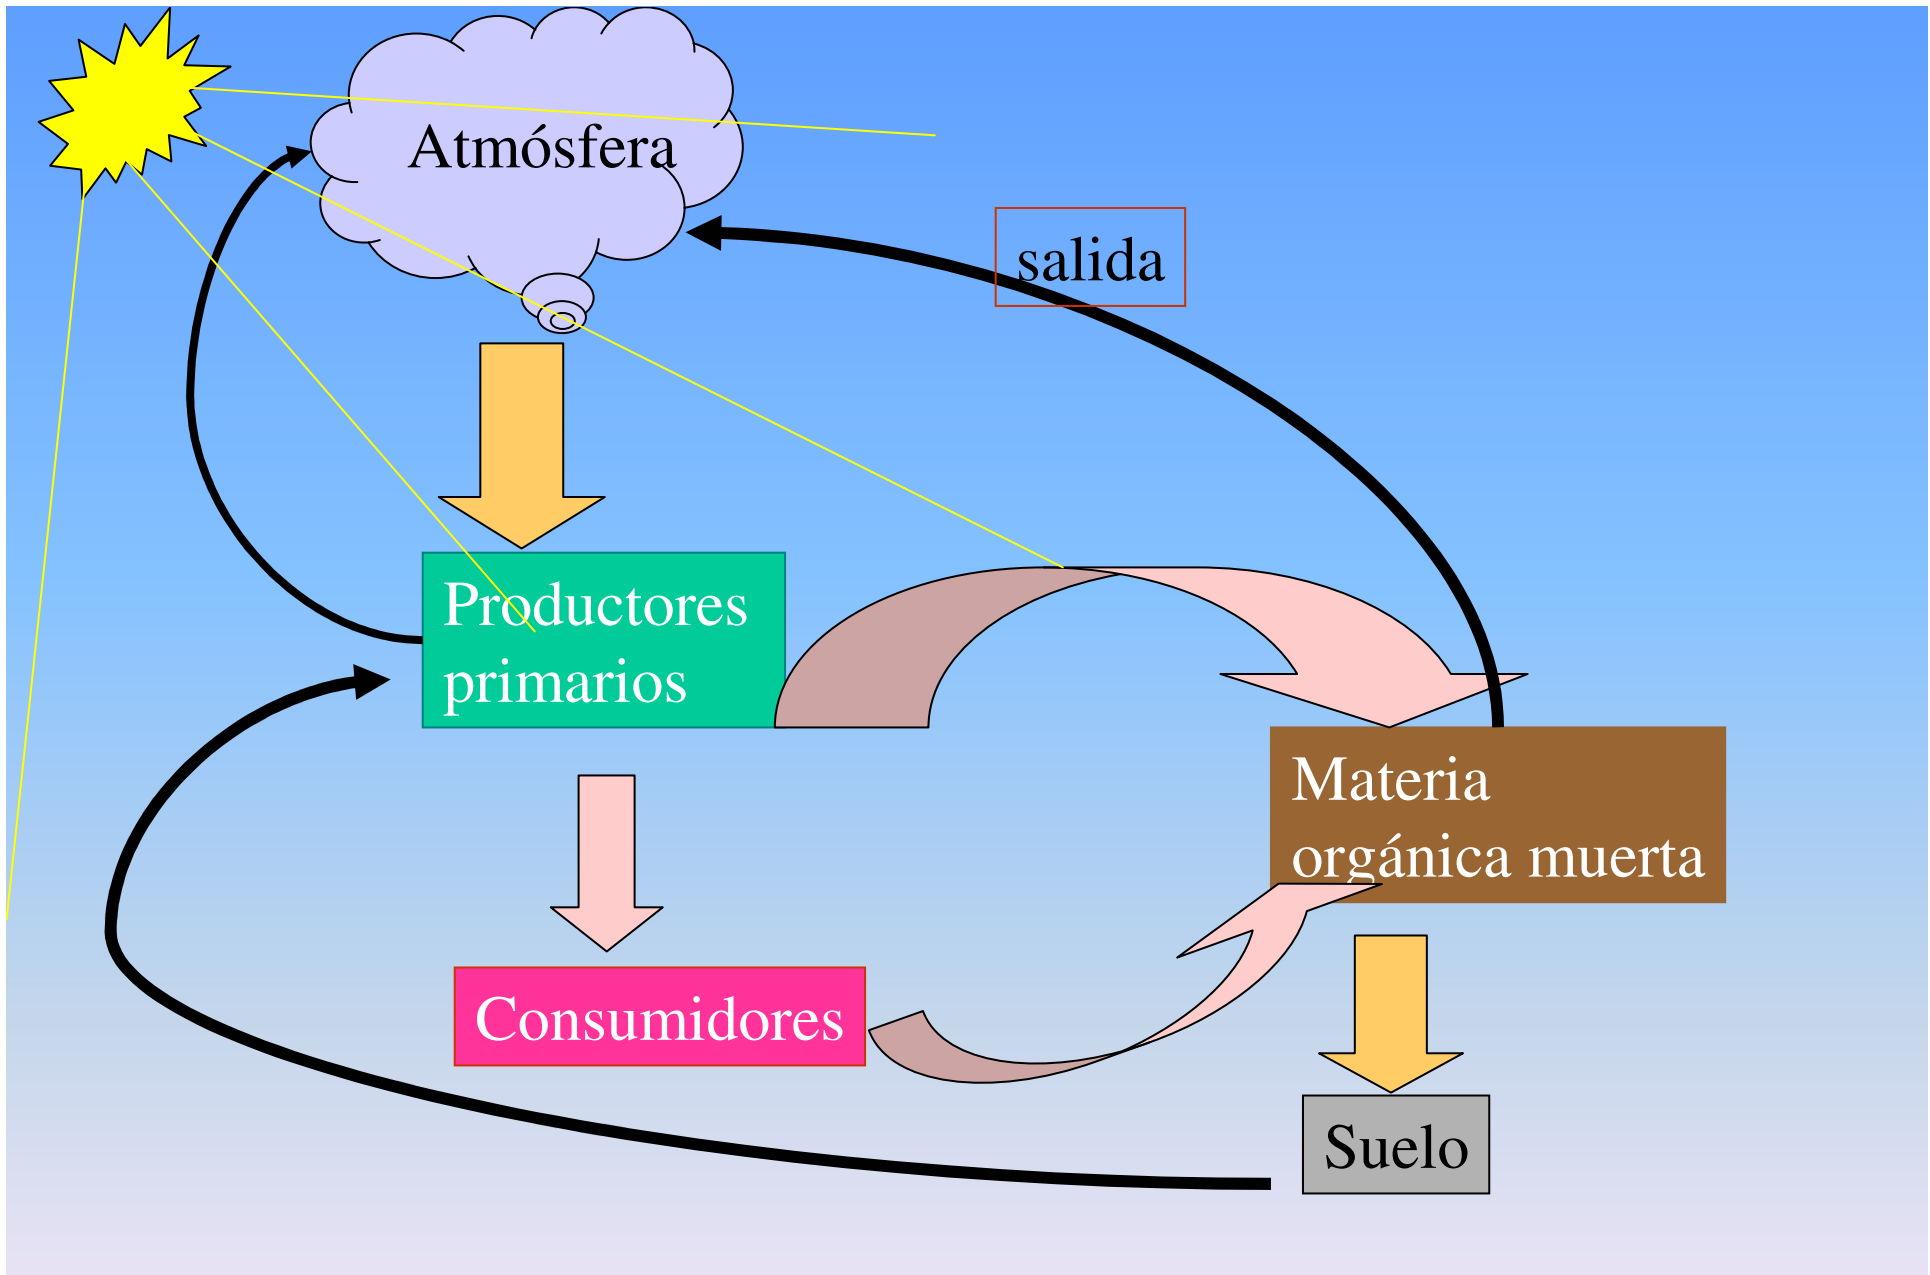 Atmósfera
salida
Productores
primarios
Materia
orgánica muerta
Consumidores
Suelo